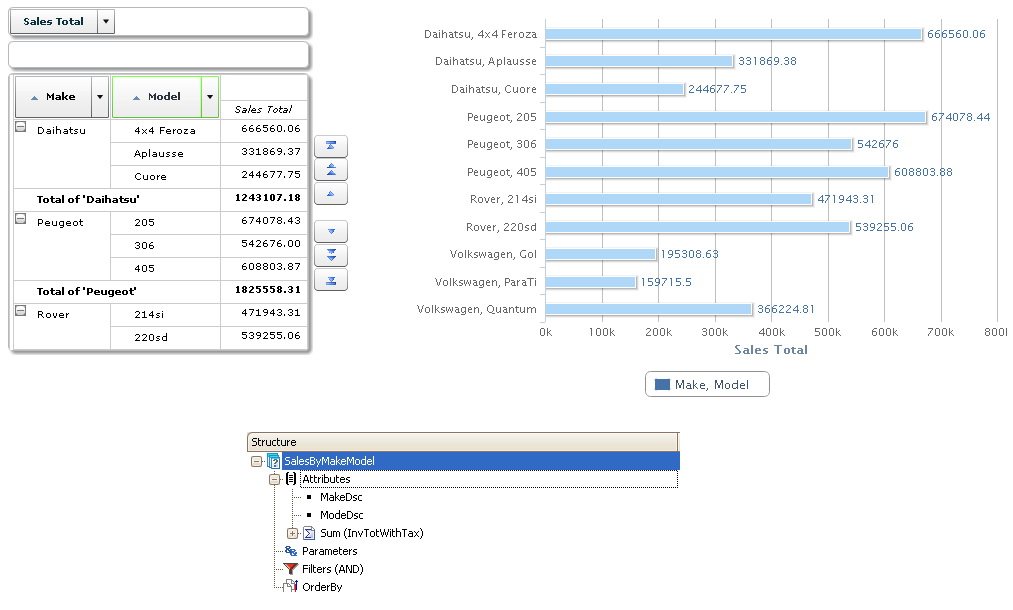 Sales Total
Make Model
Sales Total
Daihatsu 4x4 Feroza 666560.06
Aplausse 331869.37
Cuore 244677.75
Total of 'Daihatsu' 1243107.18
Peugeot 205 674078.43
306 542676.00
405 608803.87
Total of 'Peugeot' 1825558.31
Rover 214si 471943.31
220sd 539255.06
Daihatsu, 4x4 Feroza 666560.06
Daihatsu, Aplausse 331869.38
Daihatsu, Cuore 244677.75
Peugeot, 205 674078.44
Peugeot, 306 542676
Peugeot, 405 608803.88
Rover, 214si 471943.31
Rover, 220sd 539255.06
Volkswagen, Gol 195308.63
Volkswagen, ParaTi 159715.5
Volkswagen, Quantum 366224.81
0k 100k 200k 300k 400k 500k 600k 700k 800l
Sales Total
Make, Model
Structure
SalesByMakeModel
Attributes
MakeDsc
ModeDsc
Sum (InvTotWithTax)
Parameters
Filters (AND)
OrderBy